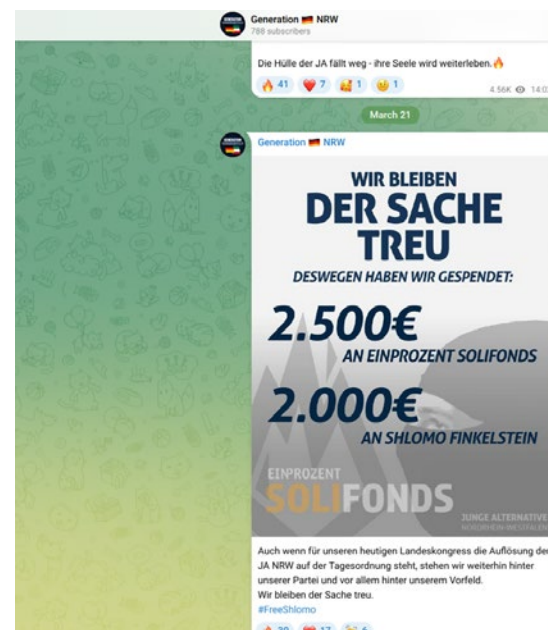 Generation 🇩🇪 NRW
788 subscribers
Die Hülle der JA fällt weg - ihre Seele wird weiterleben.🔥
🔥 41 ❤️ 7 🥰 1 1
4.56K 14:0
March 21
Generation 🇩🇪 NRW
WIR BLEIBEN
DER SACHE
TREU
DESWEGEN HABEN WIR GESPENDET:
2.500€
AN EINPROZENT SOLIFONDS
2.000€
AN SHLOMO FINKELSTEIN
EINPROZENT
SOLIFONDS
JUNGE ALTERNATIVE
NORDRHEIN-WESTFALEN
Auch wenn für unseren heutigen Landeskongress die Auflösung der
JA NRW auf der Tagesordnung steht, stehen wir weiterhin hinter
unserer Partei und vor allem hinter unserem Vorfeld.
Wir bleiben der Sache treu.
#FreeShlomo